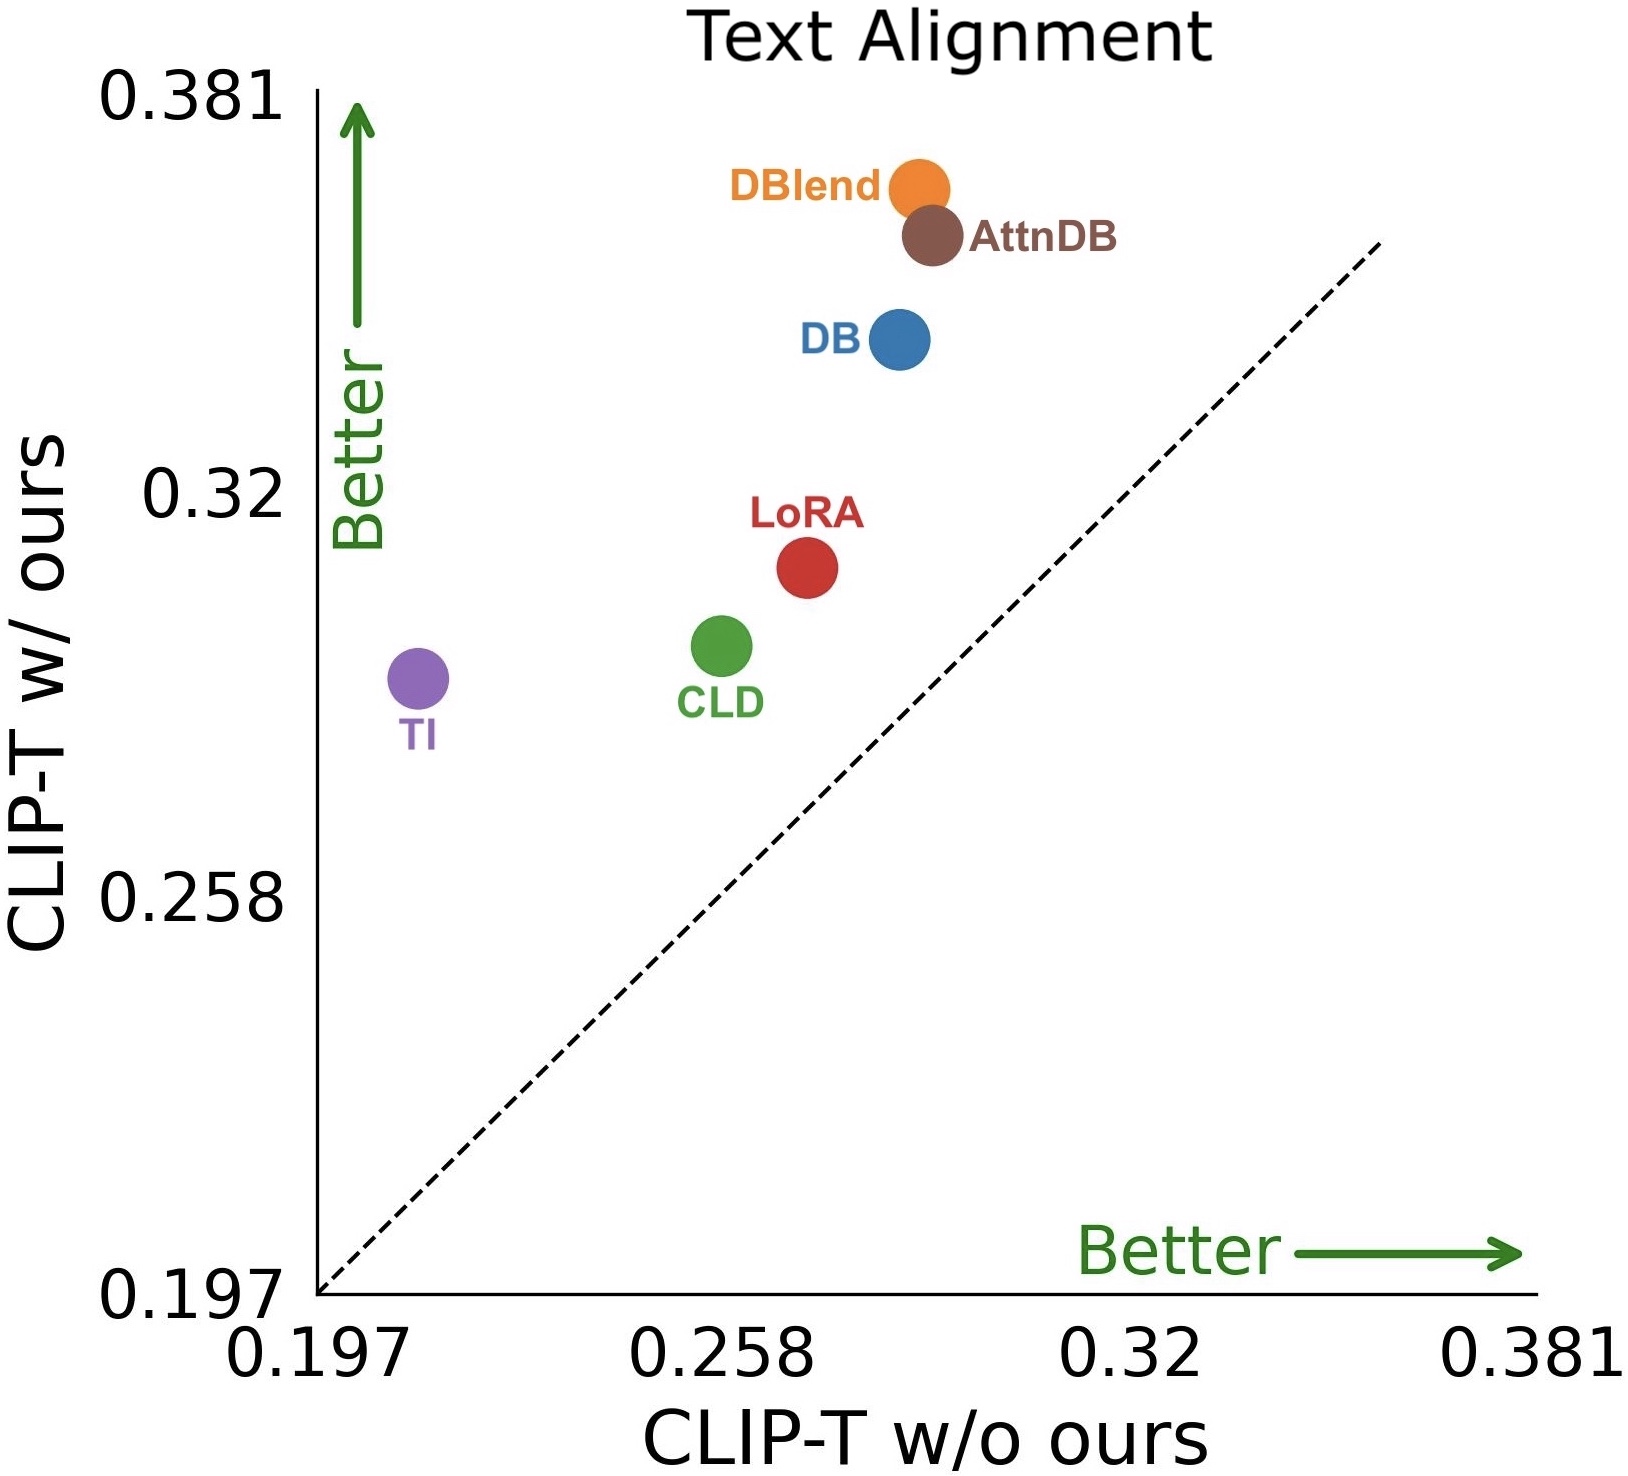 Text Alignment
0.381
DBlend
AttnDB
DB
Better
0.32
LoRA
CLIP-T w/ ours
CLD
TI
0.258
Better
0.197
0.197
0.258
0.32
0.381
CLIP-T w/o ours